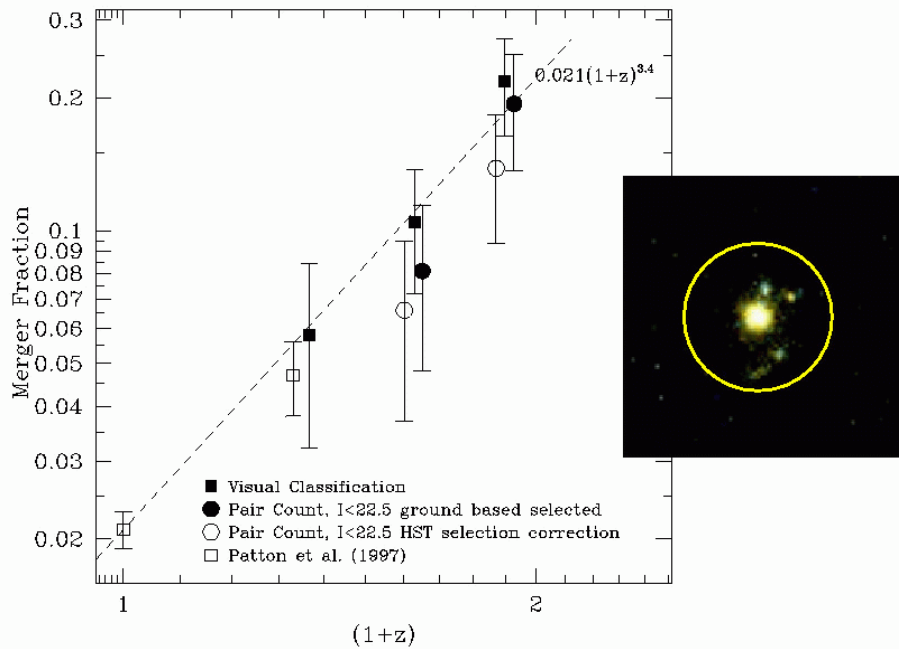 0.3
0.2
0.1
0.09
0.08
0.07
0.06
0.05
0.04
0.03
0.02
Merger Fraction
0.021(1+z)^3.4
Visual Classification
Pair Count, I<22.5 ground based selected
Pair Count, I<22.5 HST selection correction
Patton et al. (1997)
1
2
(1+z)